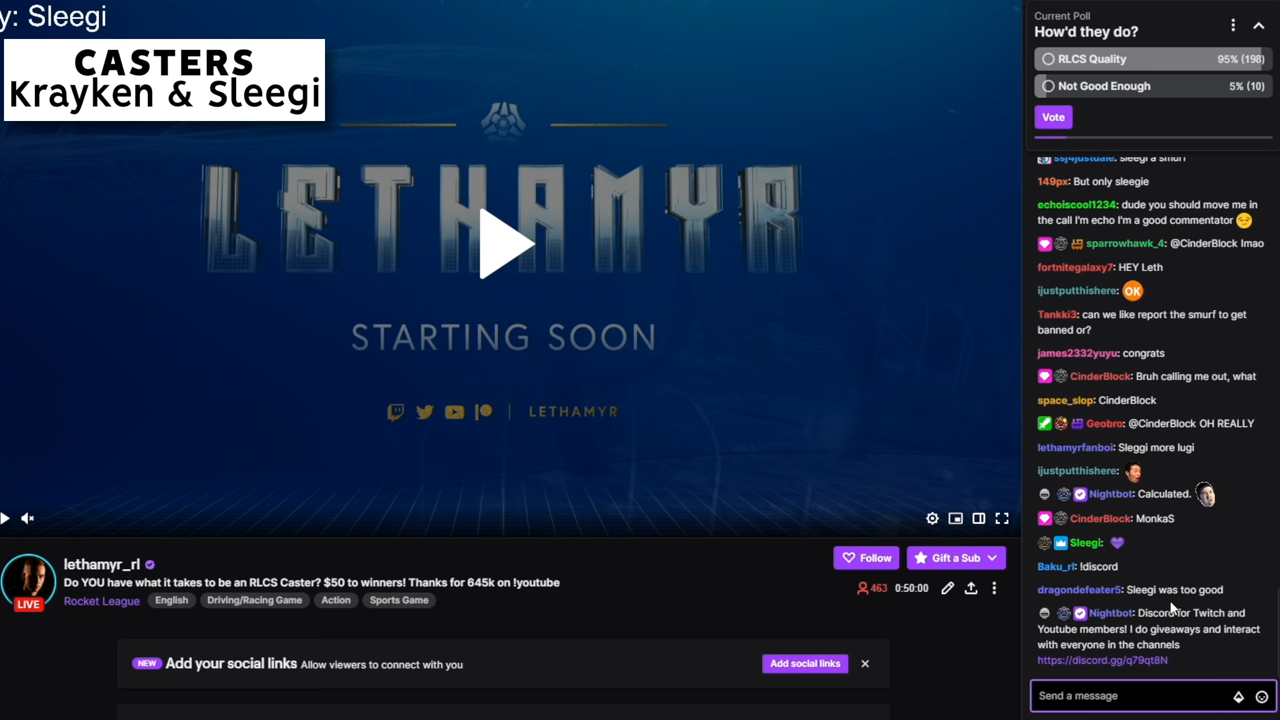 y: Sleegi
CASTERS
Krayken & Sleegi
LETHAMYR
STARTING SOON
LETHAMYR
lethamyr_rl
Do YOU have what it takes to be an RLCS Caster? $50 to winners! Thanks for 645k on !youtube
Rocket League English Driving/Racing Game Action Sports Game
LIVE
Follow
Gift a Sub
463 0:50:00
NEW Add your social links Allow viewers to connect with you
Add social links
Current Poll
How'd they do?
RLCS Quality 95% (198)
Not Good Enough 5% (10)
Vote
ssj4justdale: sleegi a smurf
149px: But only sleegie
echoiscool1234: dude you should move me in
the call I'm echo I'm a good commentator
sparrowhawk_4: @CinderBlock lmao
fortnitegalaxy7: HEY Leth
ijustputthishere: OK
Tankki3: can we like report the smurf to get
banned or?
james2332yuyu: congrats
CinderBlock: Bruh calling me out, what
space_slop: CinderBlock
Geobro: @CinderBlock OH REALLY
lethamyrfanboi: Sleggi more lugi
ijustputthishere:
Nightbot: Calculated.
CinderBlock: MonkaS
Sleegi:
Baku_rl: !discord
dragondefeater5: Sleegi was too good
Nightbot: Discord for Twitch and
Youtube members! I do giveaways and interact
with everyone in the channels
https://discord.gg/q79qt8N
Send a message